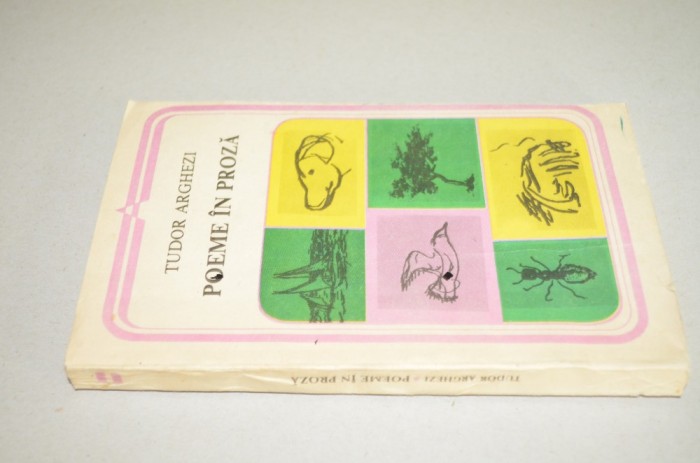 TUDOR ARGHEZI
POEME ÎN PROZĂ
TUDOR ARGHEZI - POEME ÎN PROZĂ